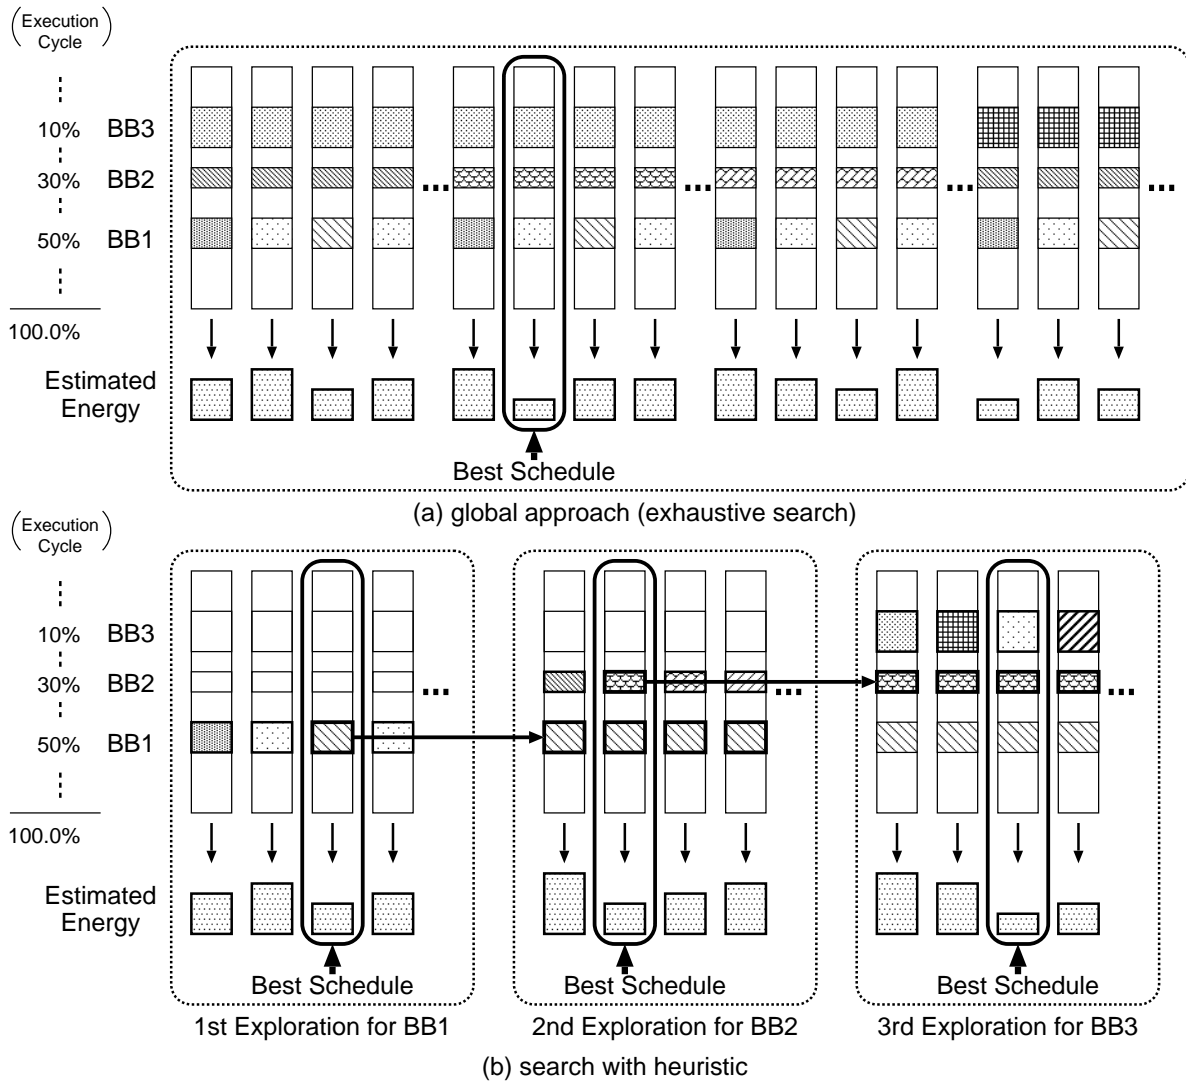 (Execution
Cycle)
10% BB3
30% BB2
50% BB1
... ... ... ...
100.0%
Estimated
Energy
Best Schedule
(a) global approach (exhaustive search)
(Execution
Cycle)
10% BB3
30% BB2
50% BB1
... ... ...
100.0%
Estimated
Energy
Best Schedule Best Schedule Best Schedule
1st Exploration for BB1 2nd Exploration for BB2 3rd Exploration for BB3
(b) search with heuristic